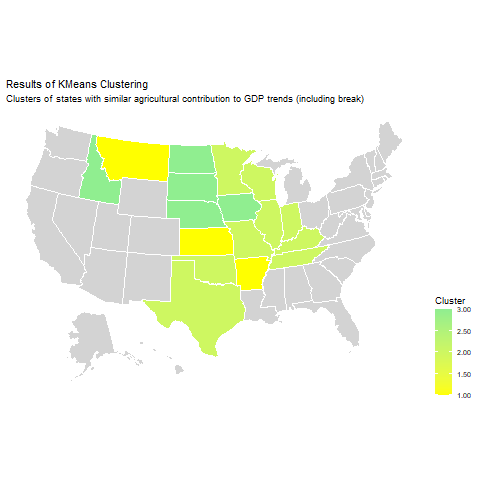 Results of KMeans Clustering
Clusters of states with similar agricultural contribution to GDP trends (including break)
Cluster
3.00
2.50
2.00
1.50
1.00